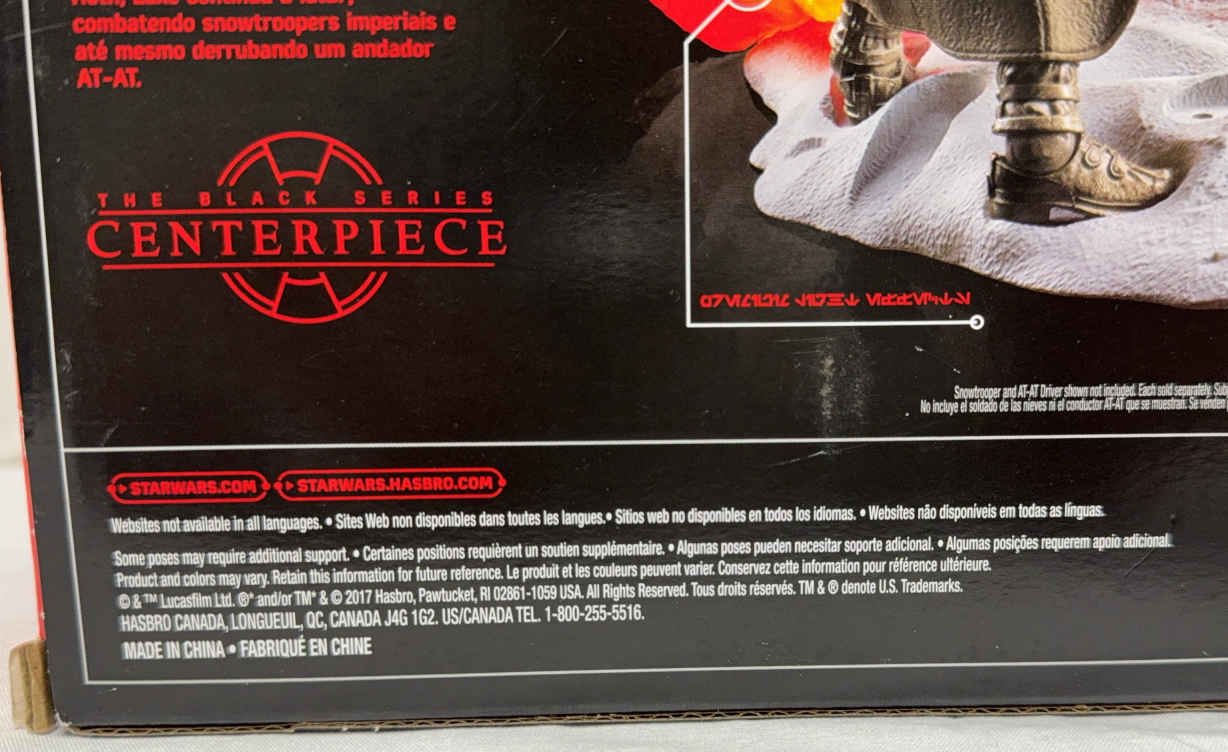 combatendo snowtroopers imperiais e
até mesmo derrubando um andador
AT-AT.
THE BLACK SERIES
CENTERPIECE
Snowtrooper and AT-AT Driver shown not included. Each sold separately.
No incluye el soldado de las nieves ni el conductor AT-AT que se muestran. Se venden
STARWARS.COM STARWARS.HASBRO.COM
Websites not available in all languages. • Sites Web non disponibles dans toutes les langues.• Sitios web no disponibles en todos los idiomas. • Websites não disponíveis em todas as línguas.
Some poses may require additional support. • Certaines positions requièrent un soutien supplémentaire. • Algunas poses pueden necesitar soporte adicional. • Algumas posições requerem apoio adicional.
Product and colors may vary. Retain this information for future reference. Le produit et les couleurs peuvent varier. Conservez cette information pour référence ultérieure.
© & ™ Lucasfilm Ltd. ®* and/or TM* & © 2017 Hasbro, Pawtucket, RI 02861-1059 USA. All Rights Reserved. Tous droits réservés. TM & ® denote U.S. Trademarks.
HASBRO CANADA, LONGUEUIL, QC, CANADA J4G 1G2. US/CANADA TEL. 1-800-255-5516.
MADE IN CHINA • FABRIQUÉ EN CHINE